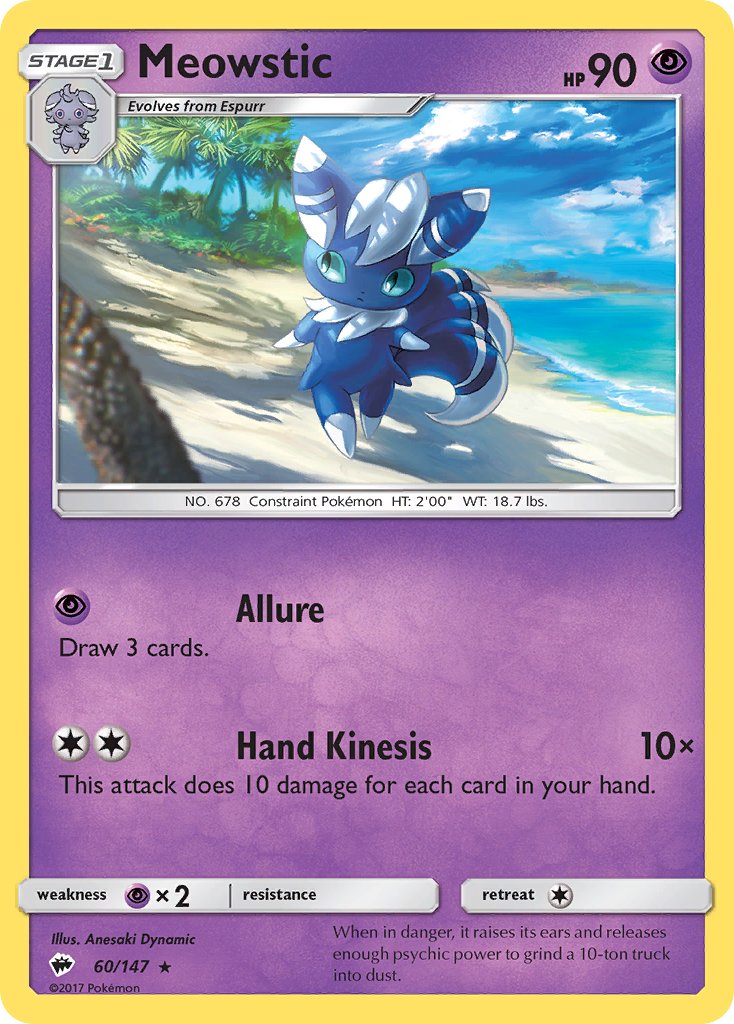 STAGE1
Meowstic
HP 90
Evolves from Espurr
NO. 678 Constraint Pokémon HT: 2'00" WT: 18.7 lbs.
Allure
Draw 3 cards.
Hand Kinesis 10×
This attack does 10 damage for each card in your hand.
weakness ×2 resistance retreat
Illus. Anesaki Dynamic
60/147 ★
©2017 Pokémon
When in danger, it raises its ears and releases
enough psychic power to grind a 10-ton truck
into dust.